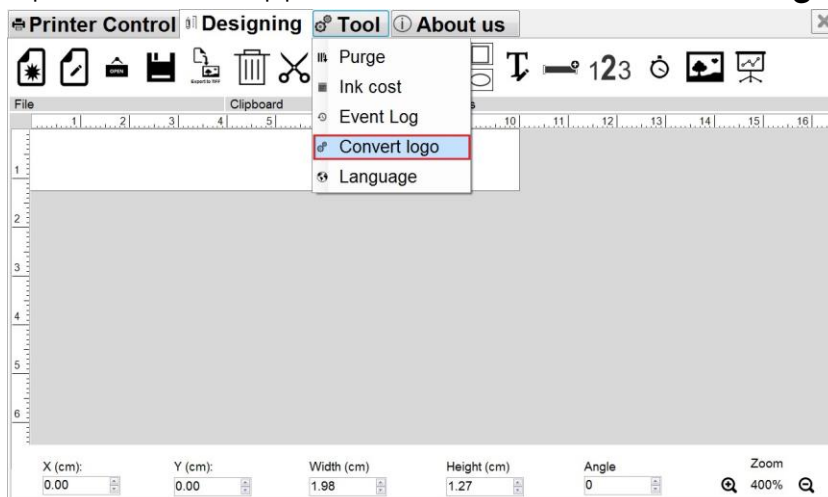 Printer Control Designing Tool About us
OPEN
Export to TIFF
123
Purge
Ink cost
Event Log
Convert logo
Language
File Clipboard
1 2 3 4 5 10 11 12 13 14 15 16
1
2
3
4
5
6
X (cm): Y (cm): Width (cm) Height (cm) Angle Zoom
0.00 0.00 1.98 1.27 0 400%